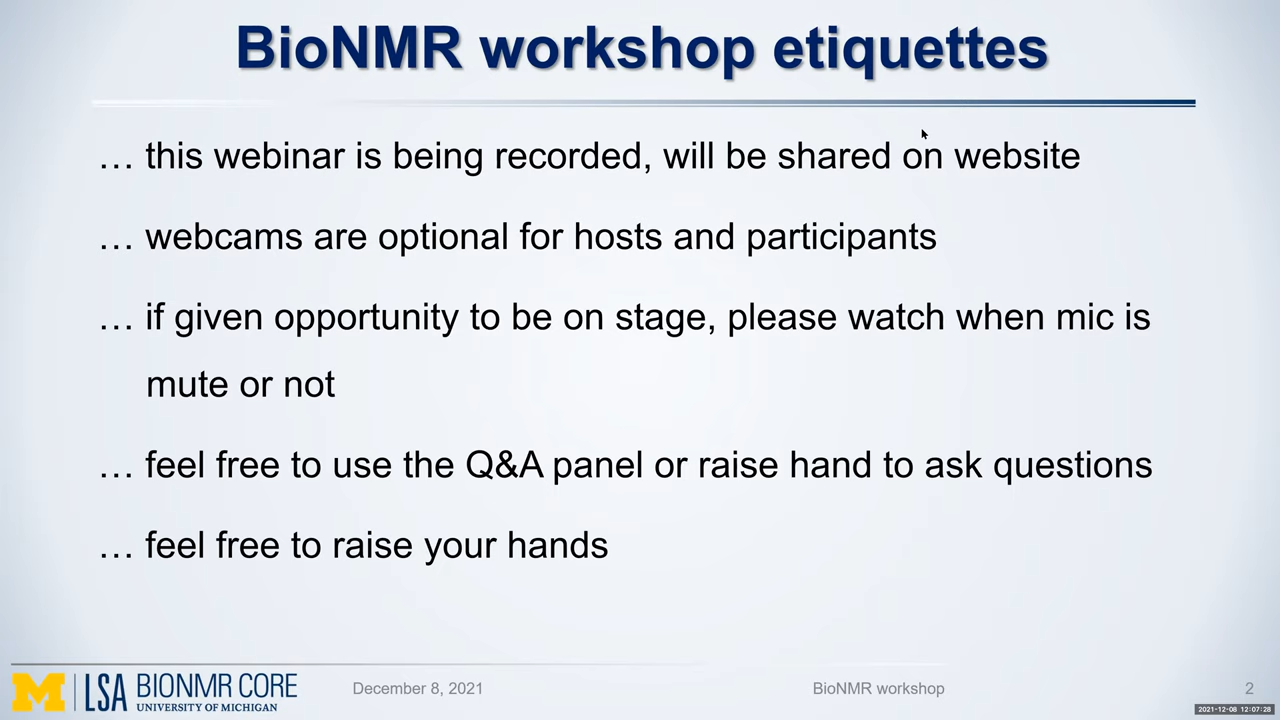 BioNMR workshop etiquettes
… this webinar is being recorded, will be shared on website
… webcams are optional for hosts and participants
… if given opportunity to be on stage, please watch when mic is
mute or not
… feel free to use the Q&A panel or raise hand to ask questions
… feel free to raise your hands
M LSA BIONMR CORE
UNIVERSITY OF MICHIGAN
December 8, 2021
BioNMR workshop
2
2021-12-08 12:07:28